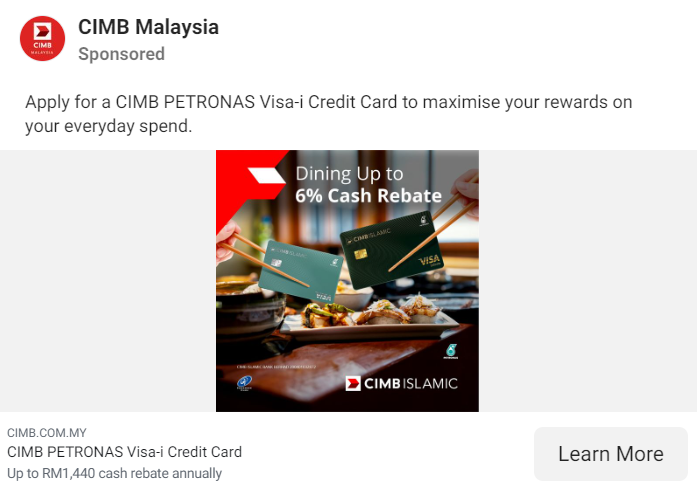 CIMB Malaysia
CIMB
MALAYSIA
Sponsored
Apply for a CIMB PETRONAS Visa-i Credit Card to maximise your rewards on
your everyday spend.
Dining Up to
6% Cash Rebate
CIMB ISLAMIC
VISA
VISA
PETRONAS
CIMB ISLAMIC
CIMB.COM.MY
CIMB PETRONAS Visa-i Credit Card
Up to RM1,440 cash rebate annually
Learn More